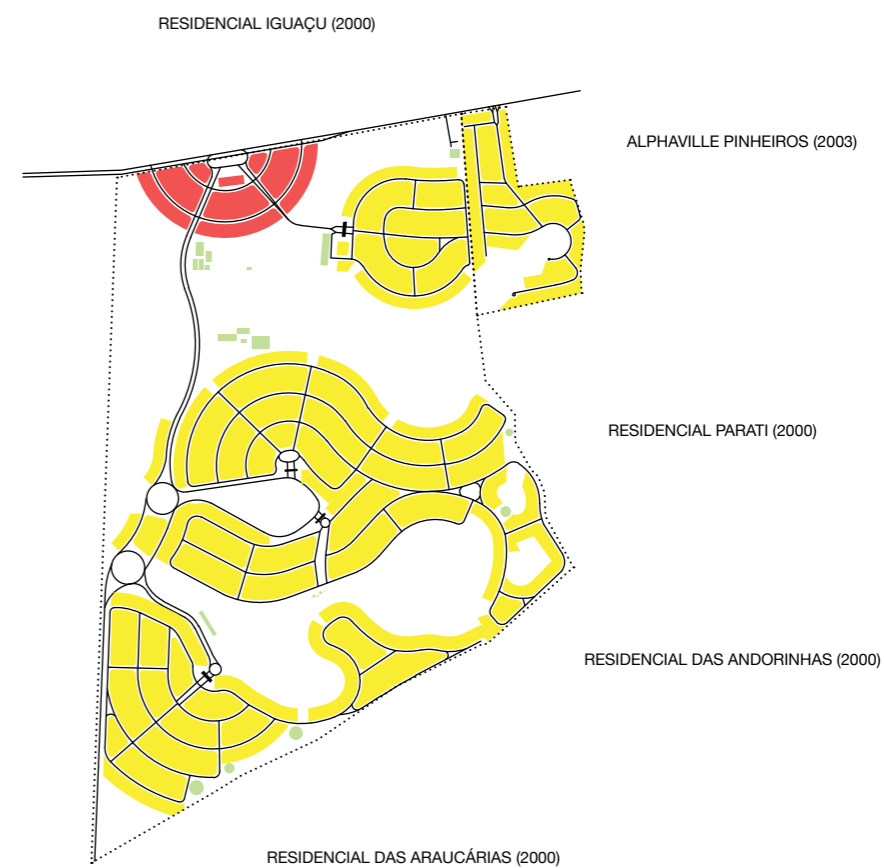 RESIDENCIAL IGUAÇU (2000)
ALPHAVILLE PINHEIROS (2003)
RESIDENCIAL PARATI (2000)
RESIDENCIAL DAS ANDORINHAS (2000)
RESIDENCIAL DAS ARAUCÁRIAS (2000)